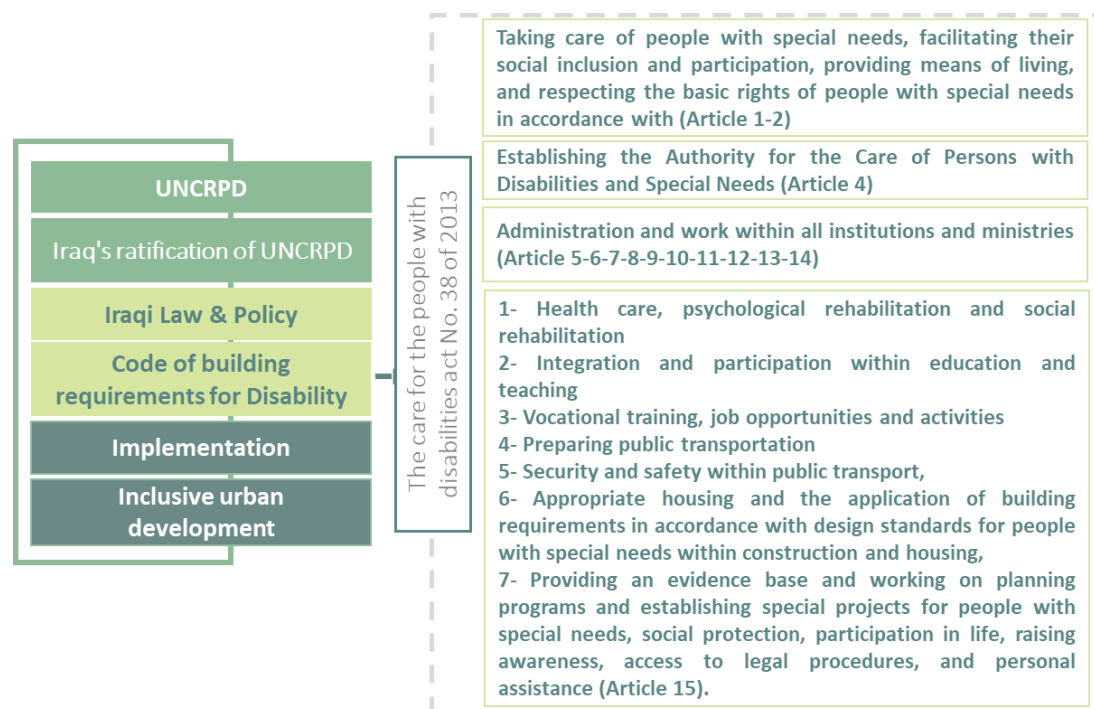 UNCRPD
Iraq's ratification of UNCRPD
Iraqi Law & Policy
Code of building
requirements for Disability
Implementation
Inclusive urban
development
The care for the people with
disabilities act No. 38 of 2013
Taking care of people with special needs, facilitating their
social inclusion and participation, providing means of living,
and respecting the basic rights of people with special needs
in accordance with (Article 1-2)
Establishing the Authority for the Care of Persons with
Disabilities and Special Needs (Article 4)
Administration and work within all institutions and ministries
(Article 5-6-7-8-9-10-11-12-13-14)
1- Health care, psychological rehabilitation and social
rehabilitation
2- Integration and participation within education and
teaching
3- Vocational training, job opportunities and activities
4- Preparing public transportation
5- Security and safety within public transport,
6- Appropriate housing and the application of building
requirements in accordance with design standards for people
with special needs within construction and housing,
7- Providing an evidence base and working on planning
programs and establishing special projects for people with
special needs, social protection, participation in life, raising
awareness, access to legal procedures, and personal
assistance (Article 15).